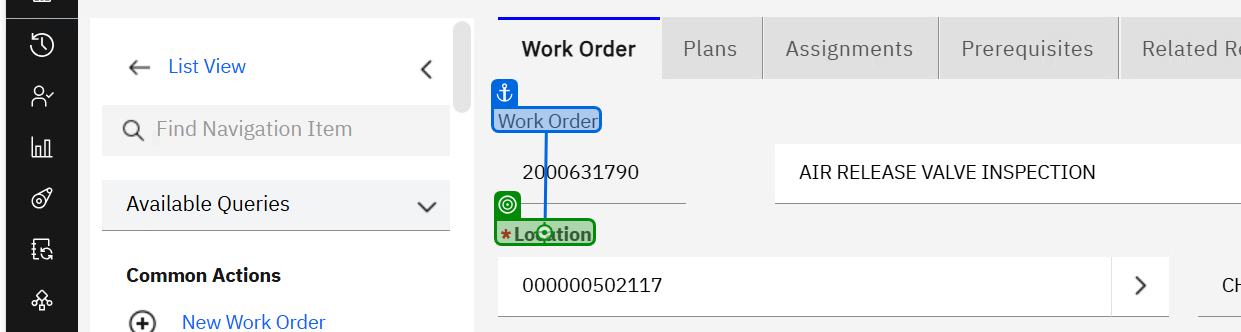 List View
Find Navigation Item
Available Queries
Common Actions
New Work Order
Work Order Plans Assignments Prerequisites Related Re
Work Order
2000631790 AIR RELEASE VALVE INSPECTION
*Location
000000502117 CH